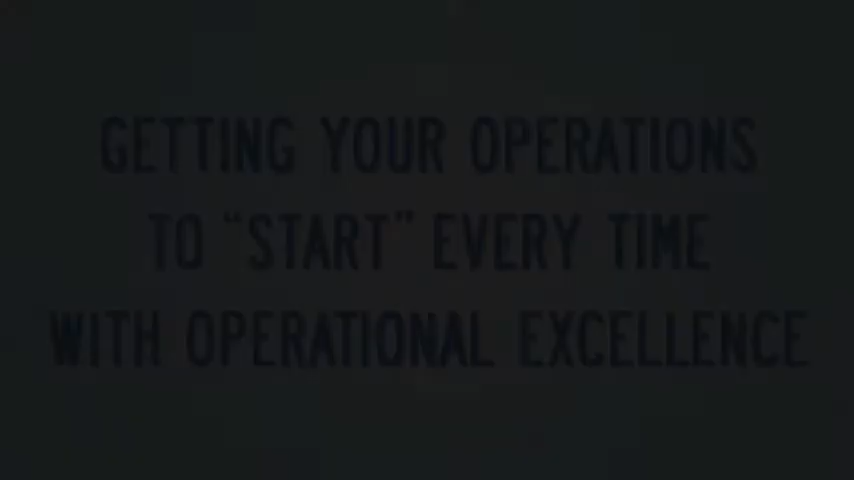 GETTING YOUR OPERATIONS
TO “START” EVERY TIME
WITH OPERATIONAL EXCELLENCE